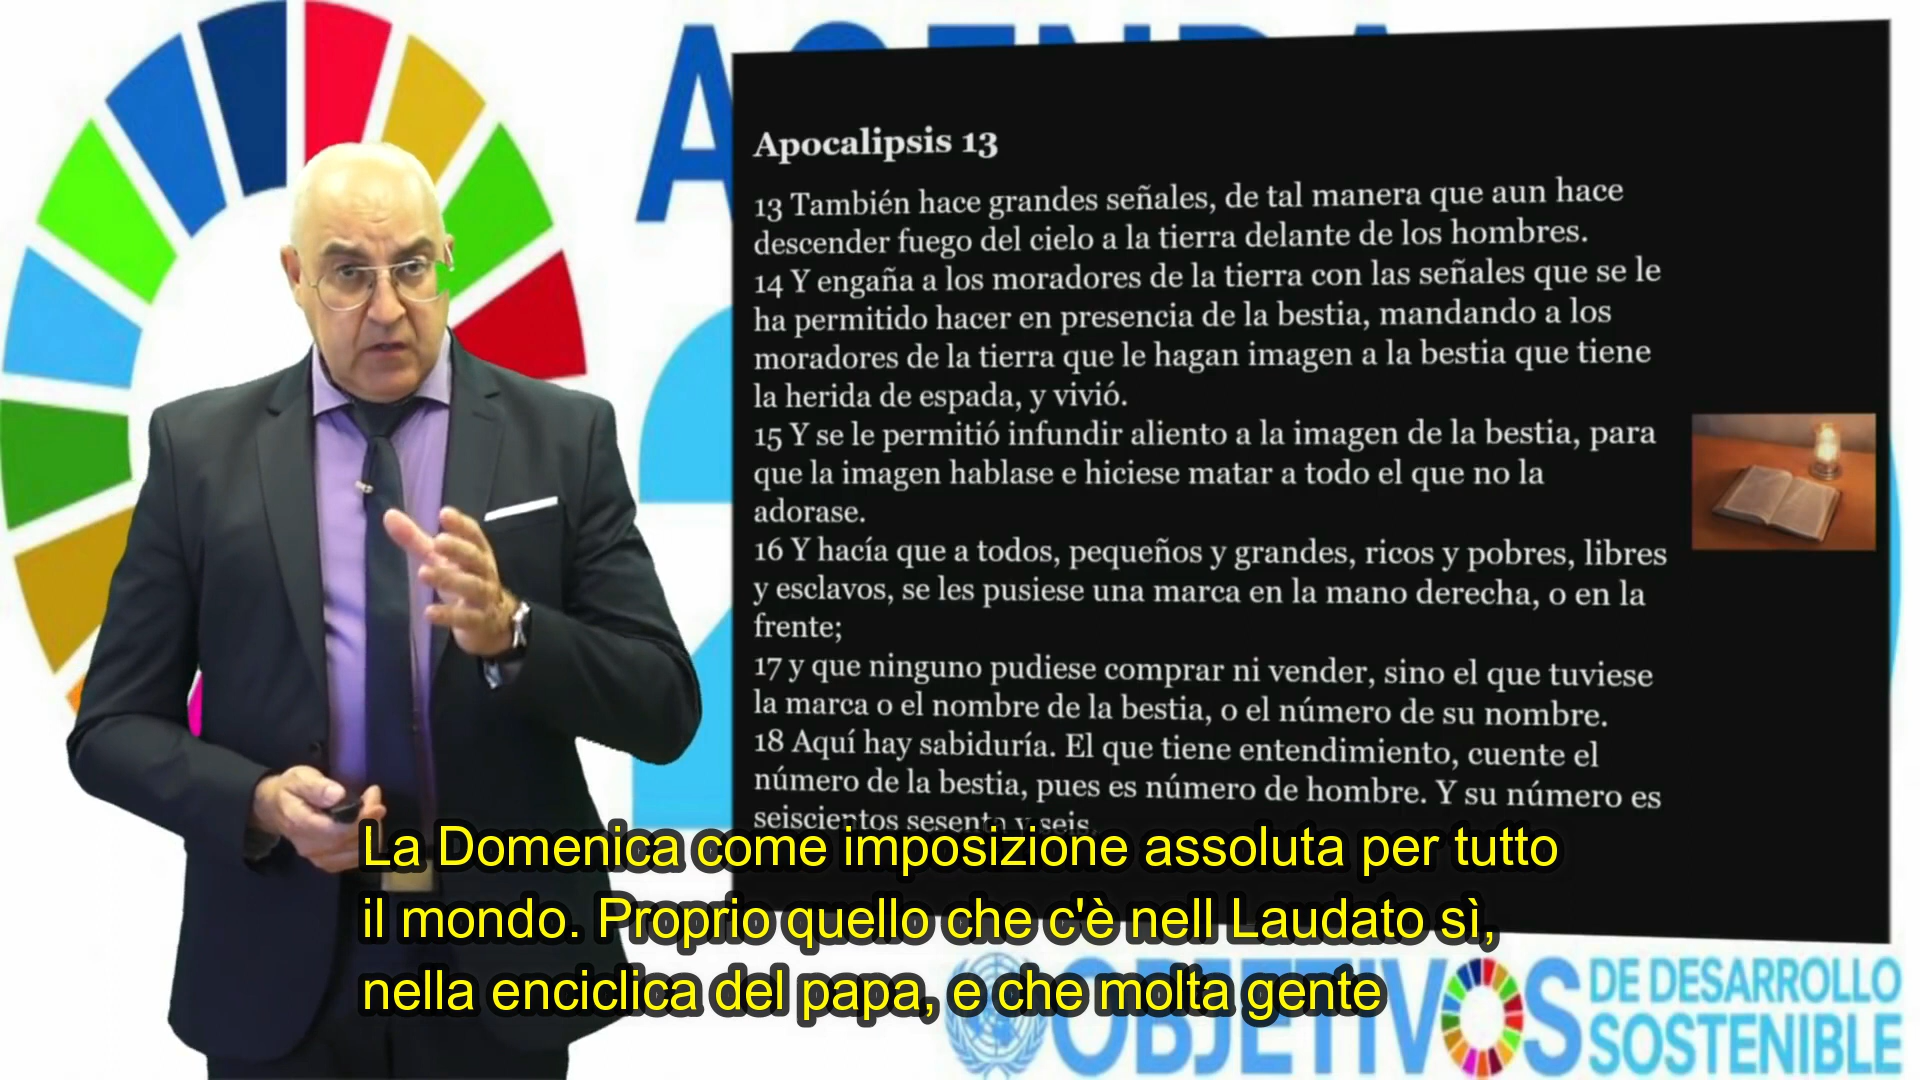 AGENDA
Apocalipsis 13
13 También hace grandes señales, de tal manera que aun hace
descender fuego del cielo a la tierra delante de los hombres.
14 Y engaña a los moradores de la tierra con las señales que se le
ha permitido hacer en presencia de la bestia, mandando a los
moradores de la tierra que le hagan imagen a la bestia que tiene
la herida de espada, y vivió.
15 Y se le permitió infundir aliento a la imagen de la bestia, para
que la imagen hablase e hiciese matar a todo el que no la
adorase.
16 Y hacía que a todos, pequeños y grandes, ricos y pobres, libres
y esclavos, se les pusiese una marca en la mano derecha, o en la
frente;
17 y que ninguno pudiese comprar ni vender, sino el que tuviese
la marca o el nombre de la bestia, o el número de su nombre.
18 Aquí hay sabiduría. El que tiene entendimiento, cuente el
número de la bestia, pues es número de hombre. Y su número es
seiscientos sesenta y seis.
La Domenica come imposizione assoluta per tutto
il mondo. Proprio quello che c'è nell Laudato sì,
nella enciclica del papa, e che molta gente
OBJETIVOS DE DESARROLLO
SOSTENIBLE